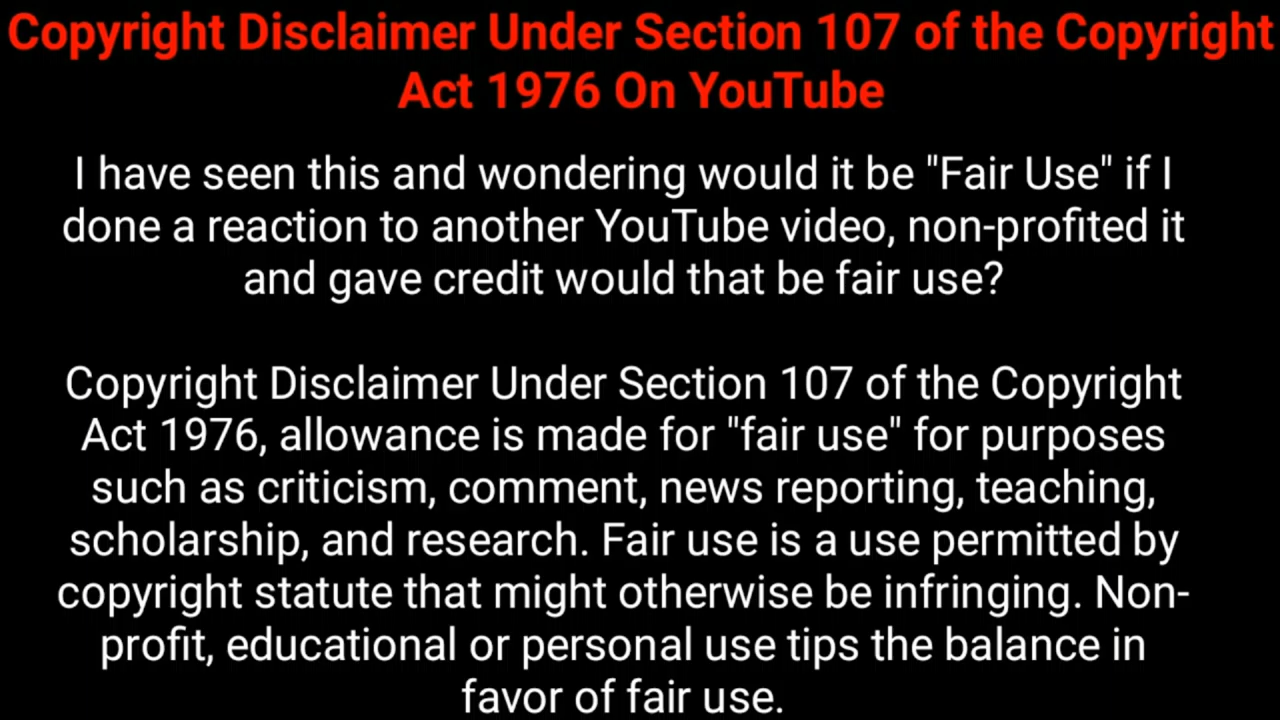 Copyright Disclaimer Under Section 107 of the Copyright
Act 1976 On YouTube
I have seen this and wondering would it be "Fair Use" if I
done a reaction to another YouTube video, non-profited it
and gave credit would that be fair use?
Copyright Disclaimer Under Section 107 of the Copyright
Act 1976, allowance is made for "fair use" for purposes
such as criticism, comment, news reporting, teaching,
scholarship, and research. Fair use is a use permitted by
copyright statute that might otherwise be infringing. Non-
profit, educational or personal use tips the balance in
favor of fair use.